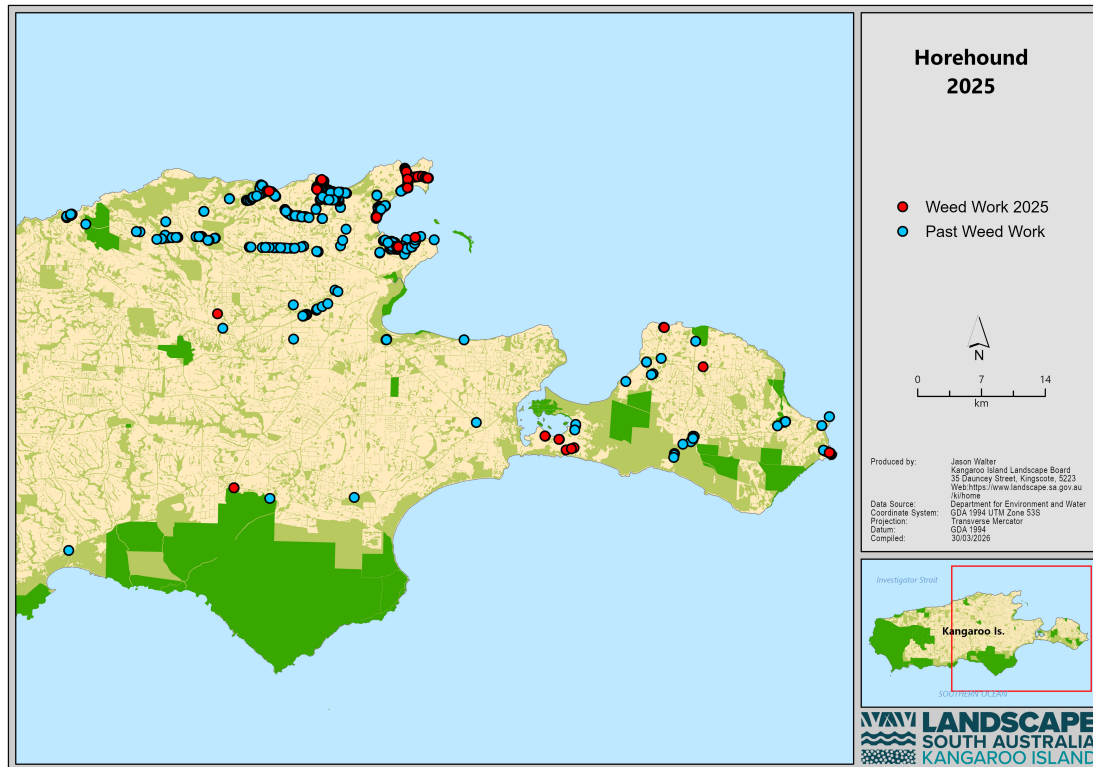 Horehound
2025
Weed Work 2025
Past Weed Work
N
0 7 14
km
Produced by: Jason Walter
Kangaroo Island Landscape Board
35 Dauncey Street, Kingscote, 5223
Web:https://www.landscape.sa.gov.au
/ki/home
Data Source: Department for Environment and Water
Coordinate System: GDA 1994 UTM Zone 53S
Projection: Transverse Mercator
Datum: GDA 1994
Compiled: 30/03/2026
Investigator Strait
Kangaroo Is.
SOUTHERN OCEAN
LANDSCAPE
SOUTH AUSTRALIA
KANGAROO ISLAND